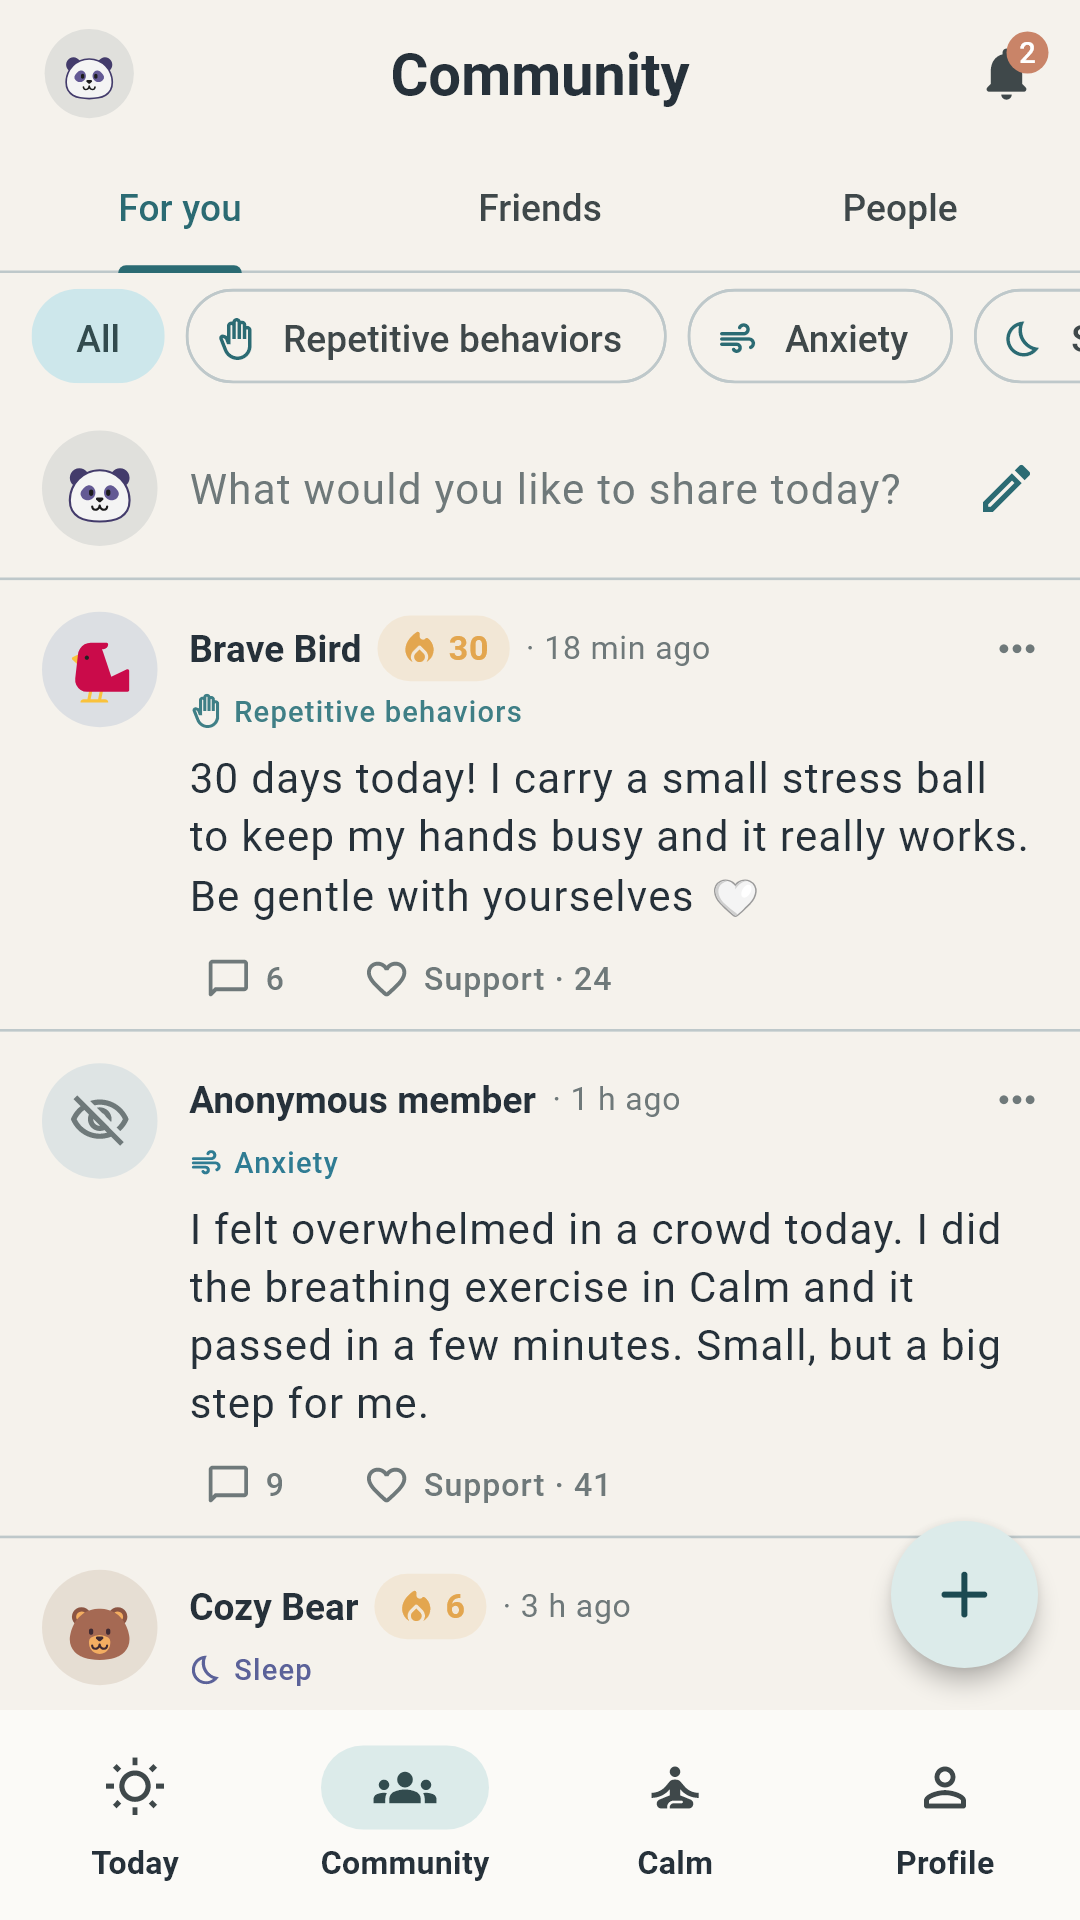 Community
2
For you
Friends
People
All
Repetitive behaviors
Anxiety
What would you like to share today?
Brave Bird 30 · 18 min ago
Repetitive behaviors
30 days today! I carry a small stress ball
to keep my hands busy and it really works.
Be gentle with yourselves 🤍
6
Support · 24
Anonymous member · 1 h ago
Anxiety
I felt overwhelmed in a crowd today. I did
the breathing exercise in Calm and it
passed in a few minutes. Small, but a big
step for me.
9
Support · 41
Cozy Bear 6 · 3 h ago
Sleep
Today
Community
Calm
Profile